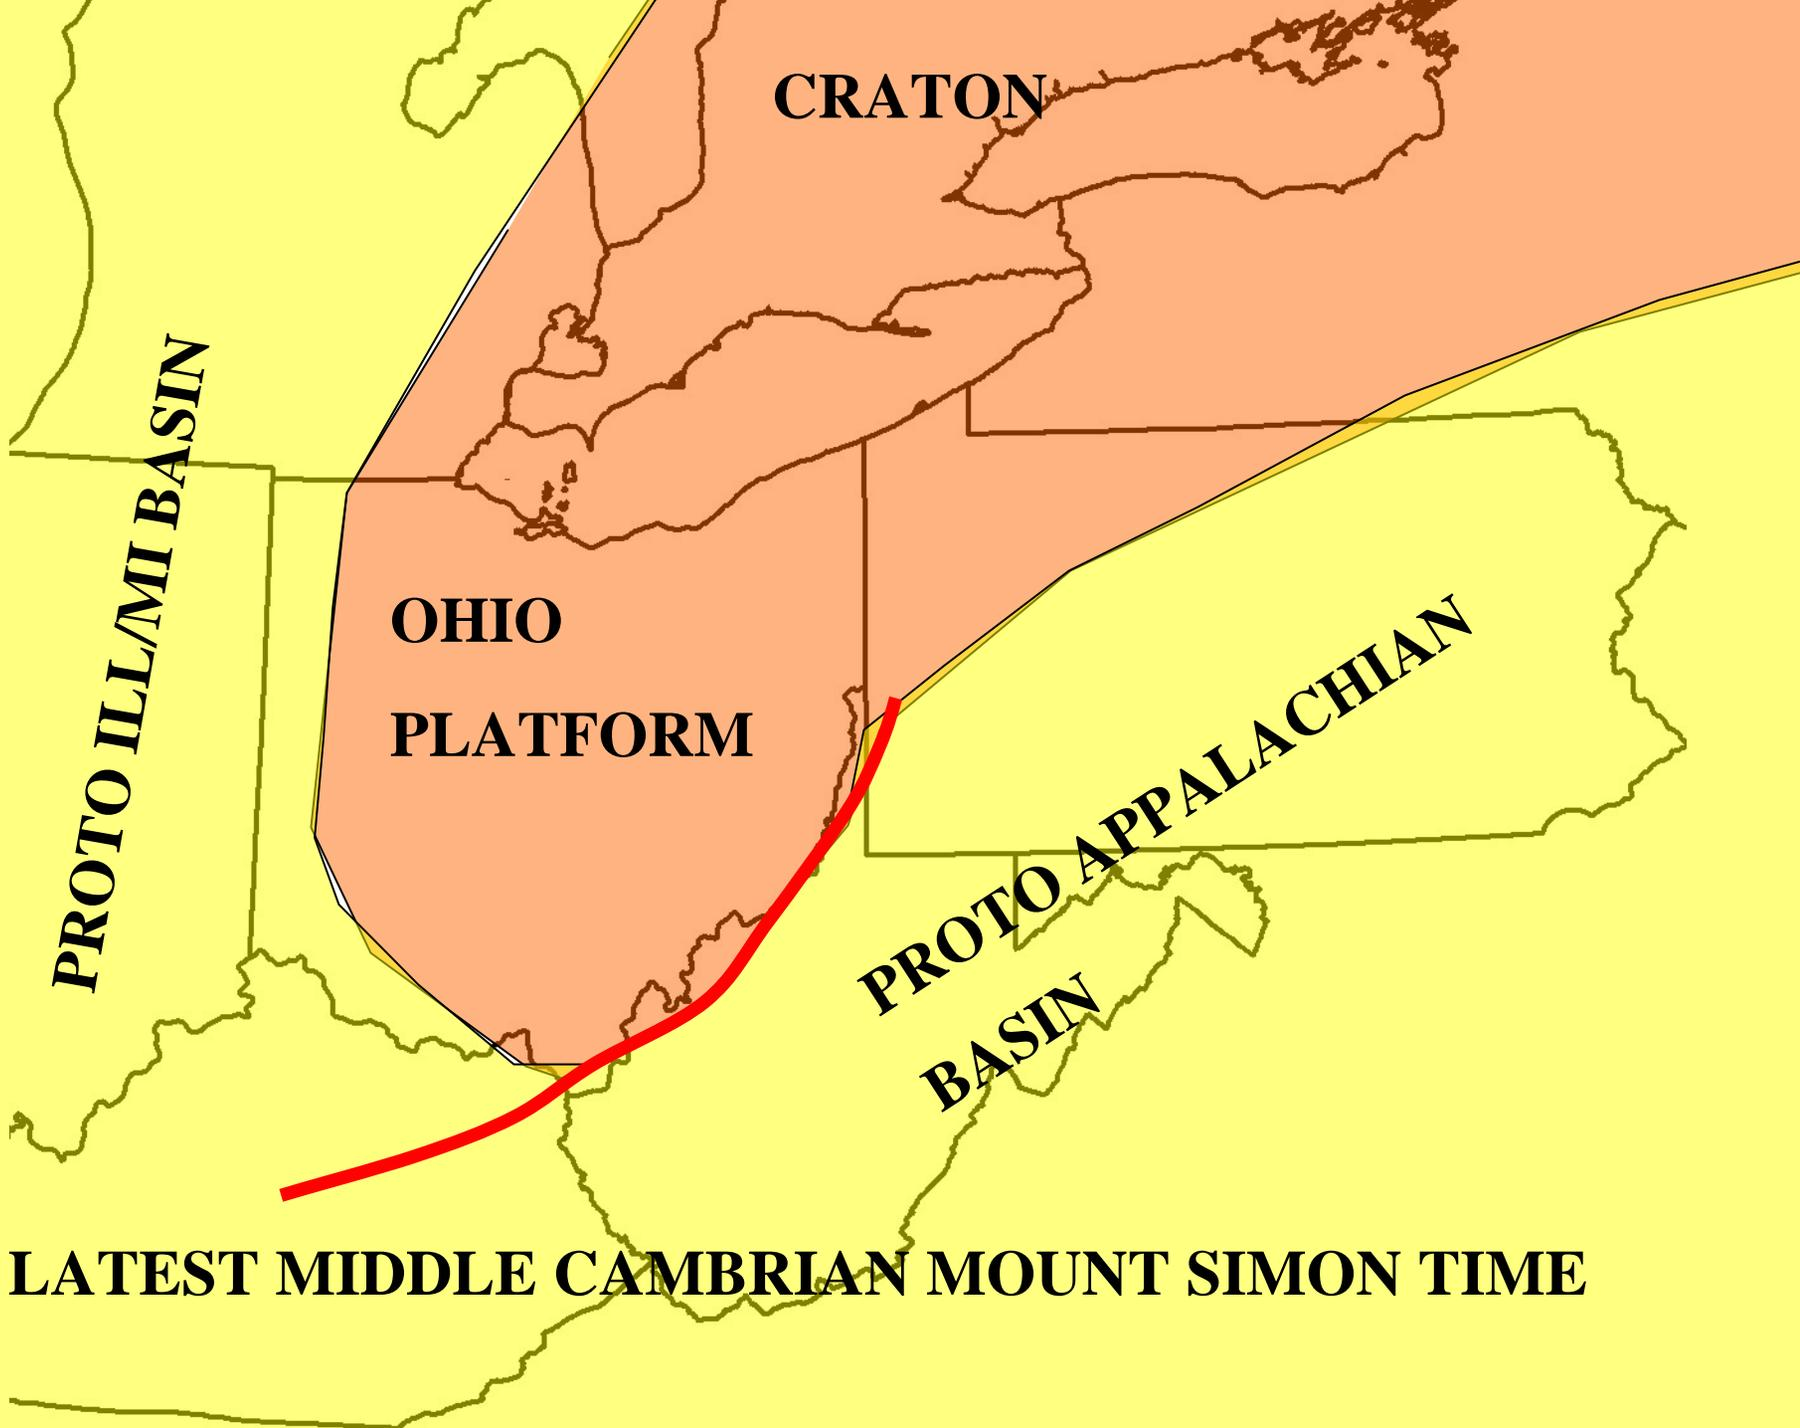 CRATON
PROTO ILL/MI BASIN
OHIO
PLATFORM
PROTO APPALACHIAN
BASIN
LATEST MIDDLE CAMBRIAN MOUNT SIMON TIME